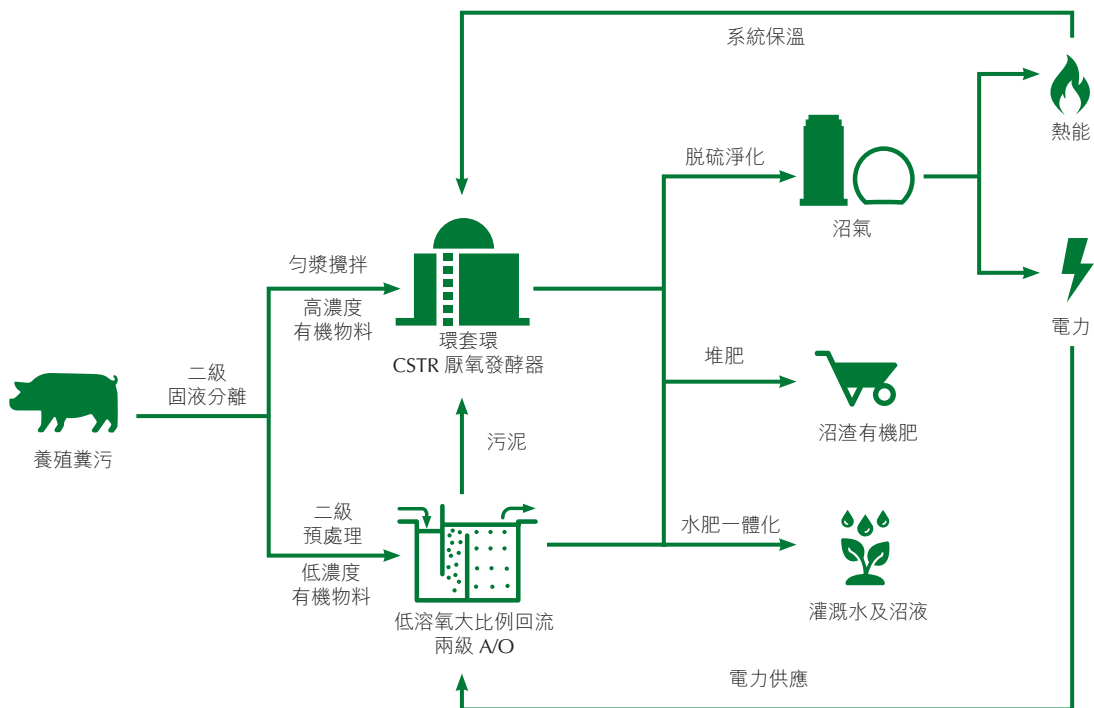 系統保溫
熱能
脱硫淨化
沼氣
勻漿攪拌
高濃度
有機物料
環套環
CSTR 厭氧發酵器
電力
二級
固液分離
養殖糞污
堆肥
沼渣有機肥
污泥
二級
預處理
低濃度
有機物料
水肥一體化
灌溉水及沼液
低溶氧大比例回流
兩級 A/O
電力供應